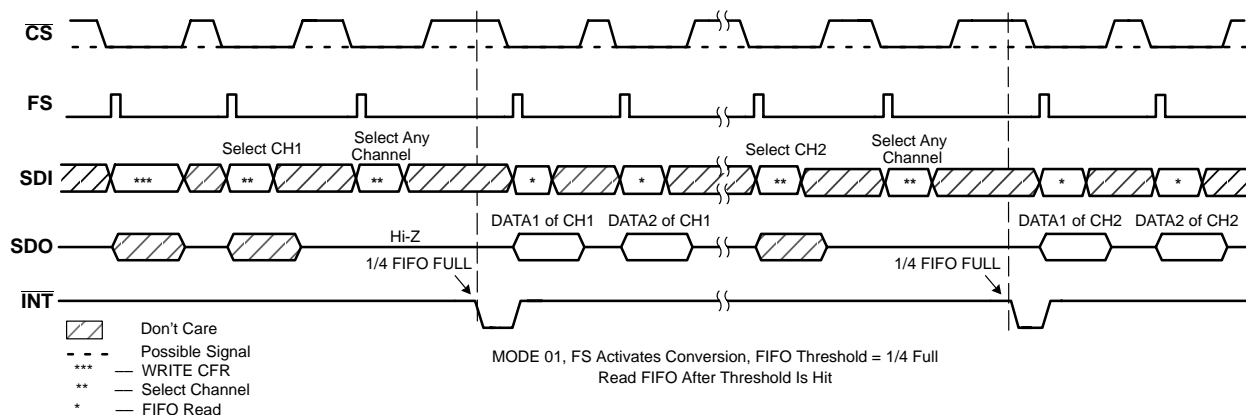 CS
FS
Select CH1
Select Any
Channel
Select CH2
Select Any
Channel
SDI
*** ** ** * * ** ** * *
DATA1 of CH1 DATA2 of CH1 DATA1 of CH2 DATA2 of CH2
SDO
Hi-Z
1/4 FIFO FULL 1/4 FIFO FULL
INT
Don't Care
Possible Signal
*** — WRITE CFR
** — Select Channel
* — FIFO Read
MODE 01, FS Activates Conversion, FIFO Threshold = 1/4 Full
Read FIFO After Threshold Is Hit